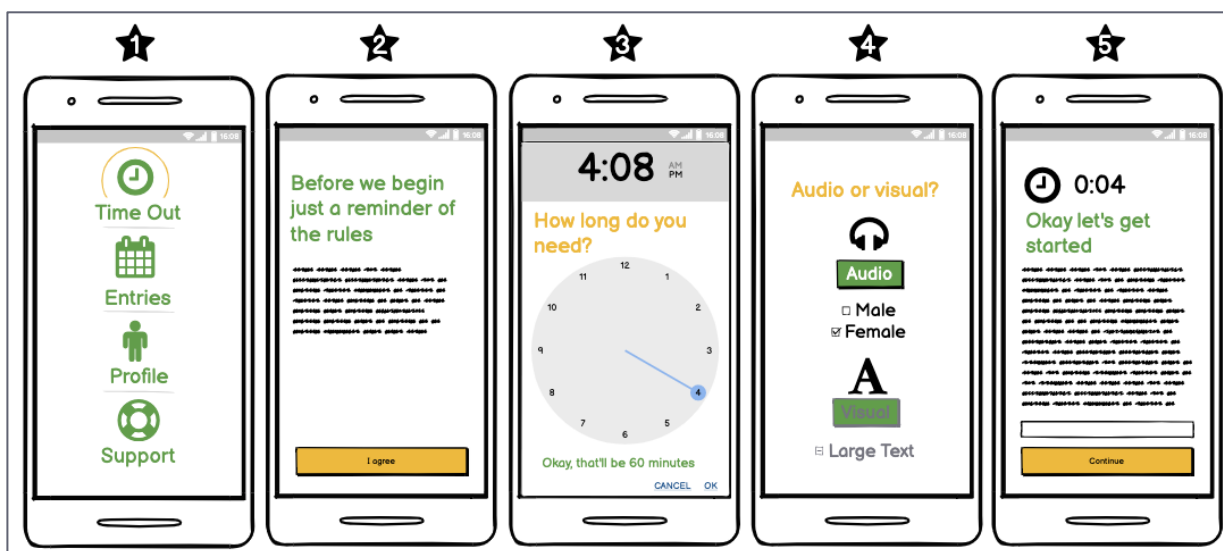 1
2
3
4
5
16:08
Time Out
Entries
Profile
Support
16:08
Before we begin
just a reminder of
the rules
I agree
16:08
4:08
AM
PM
How long do you
need?
12
1
2
3
4
5
6
7
8
9
10
11
Okay, that'll be 60 minutes
CANCEL OK
16:08
Audio or visual?
Audio
Male
Female
A
Visual
Large Text
16:08
0:04
Okay let's get
started
Continue